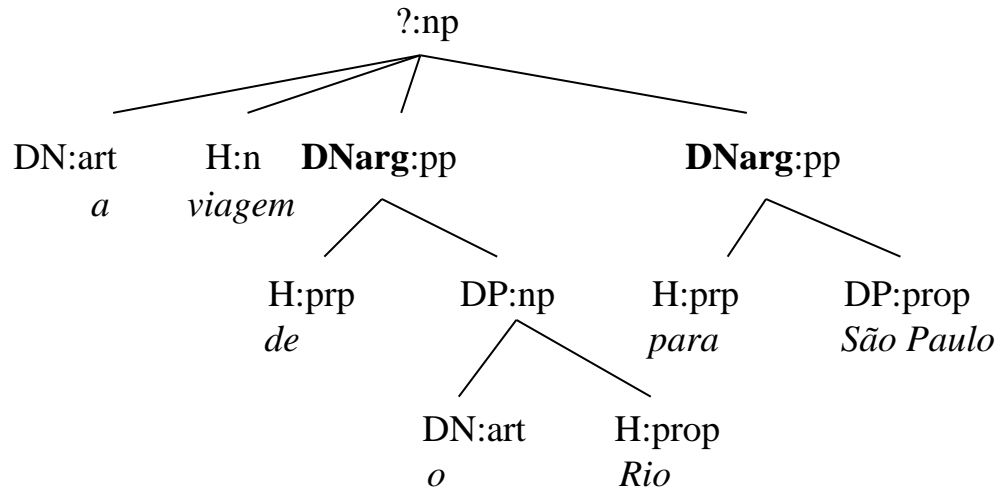 ?:np
DN:art H:n DNarg:pp DNarg:pp
a viagem
H:prp DP:np H:prp DP:prop
de para São Paulo
DN:art H:prop
o Rio